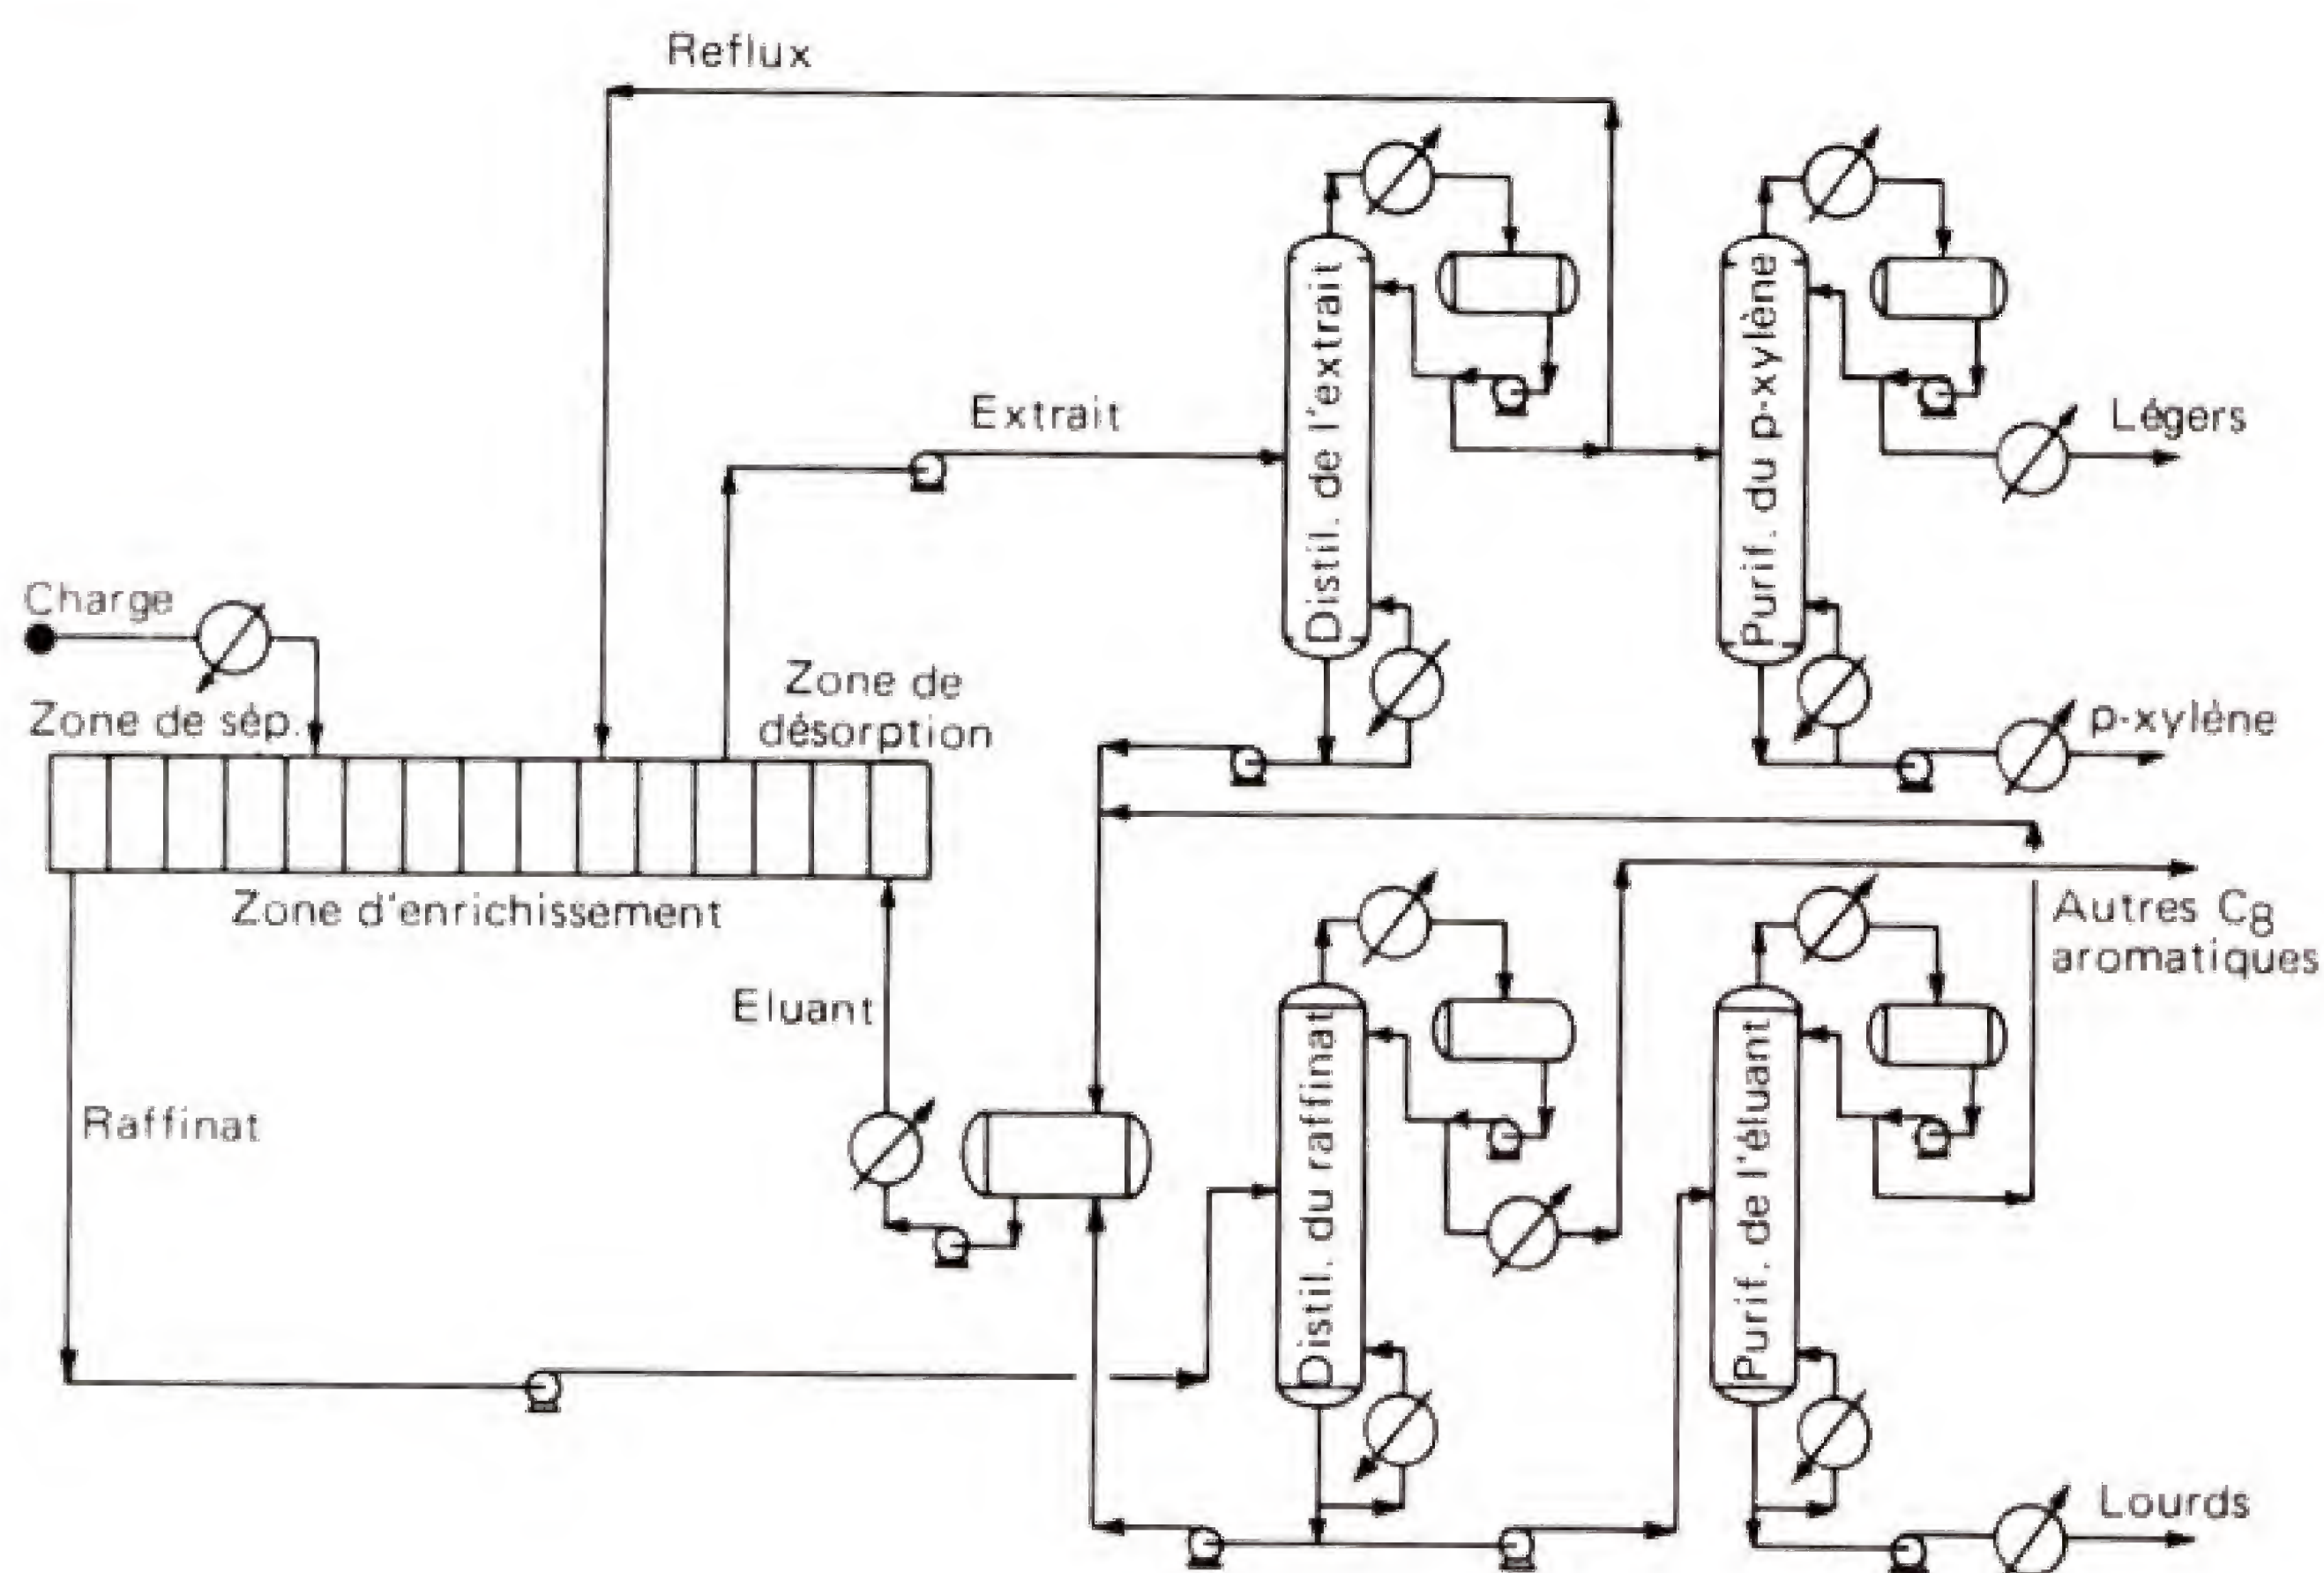 Reflux
Extrait
Distil. de l'extrait
Purif. du p-xylène
Légers
Charge
Zone de sép.
Zone de
désorption
p-xylène
Zone d'enrichissement
Autres C8
aromatiques
Eluant
Raffinat
Distil. du raffinat
Purif. de l'éluant
Lourds